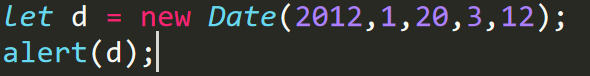 let d = new Date(2012,1,20,3,12);
alert(d);